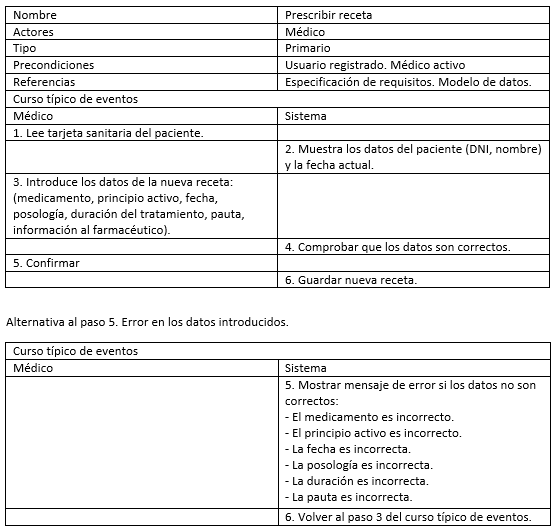 Nombre Prescribir receta
Actores Médico
Tipo Primario
Precondiciones Usuario registrado. Médico activo
Referencias Especificación de requisitos. Modelo de datos.
Curso típico de eventos
Médico Sistema
1. Lee tarjeta sanitaria del paciente.
2. Muestra los datos del paciente (DNI, nombre)
y la fecha actual.
3. Introduce los datos de la nueva receta:
(medicamento, principio activo, fecha,
posología, duración del tratamiento, pauta,
información al farmacéutico).
4. Comprobar que los datos son correctos.
5. Confirmar
6. Guardar nueva receta.
Alternativa al paso 5. Error en los datos introducidos.
Curso típico de eventos
Médico Sistema
5. Mostrar mensaje de error si los datos no son
correctos:
- El medicamento es incorrecto.
- El principio activo es incorrecto.
- La fecha es incorrecta.
- La posología es incorrecta.
- La duración es incorrecta.
- La pauta es incorrecta.
6. Volver al paso 3 del curso típico de eventos.